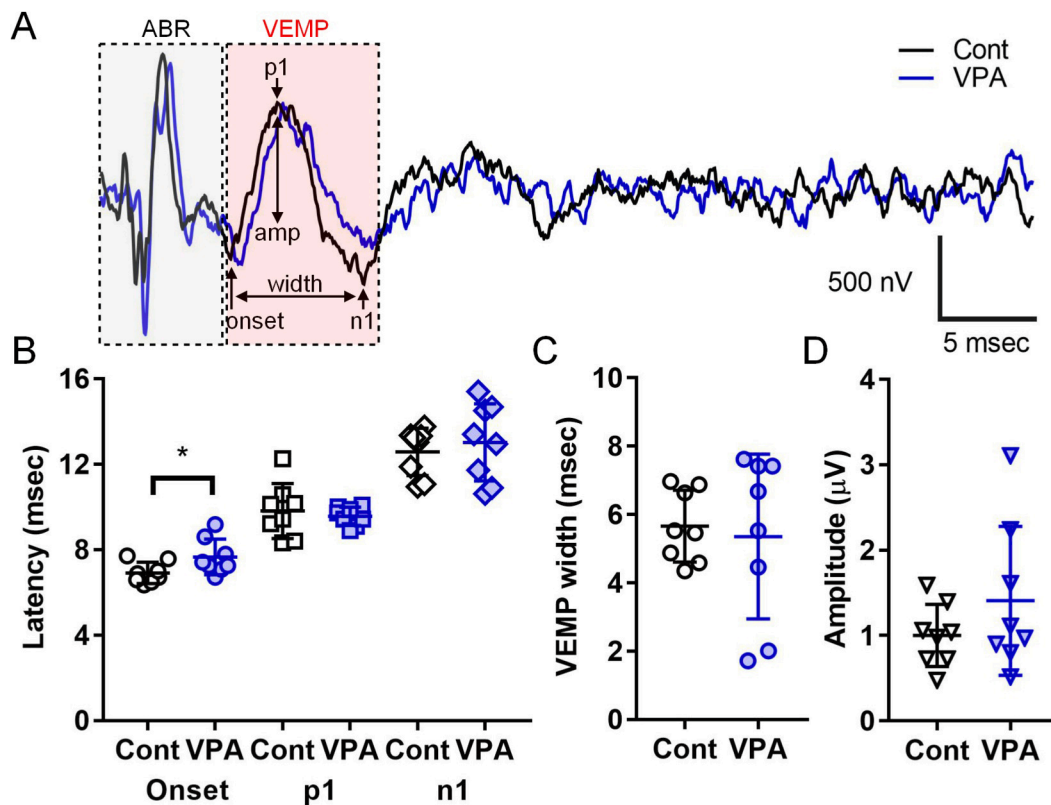 A
ABR
VEMP
Cont
VPA
p1
amp
width
onset
n1
500 nV
5 msec
B
Latency (msec)
16
12
8
4
0
*
Cont VPA Cont VPA Cont VPA
Onset p1 n1
C
VEMP width (msec)
10
8
6
4
2
0
Cont VPA
D
Amplitude (µV)
4
3
2
1
0
Cont VPA